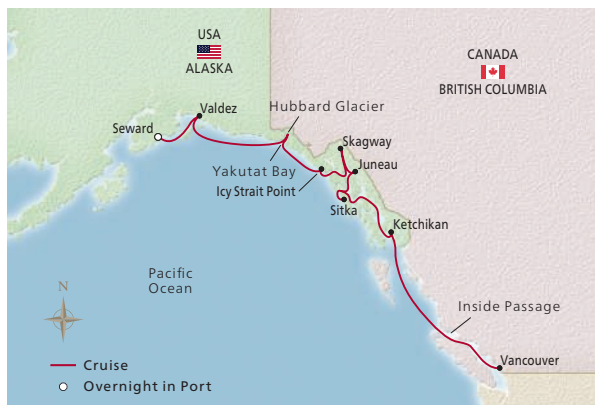 USA
ALASKA
CANADA
BRITISH COLUMBIA
Valdez
Hubbard Glacier
Seward
Skagway
Juneau
Yakutat Bay
Icy Strait Point
Sitka
Ketchikan
Pacific
Ocean
N
Inside Passage
Vancouver
Cruise
Overnight in Port